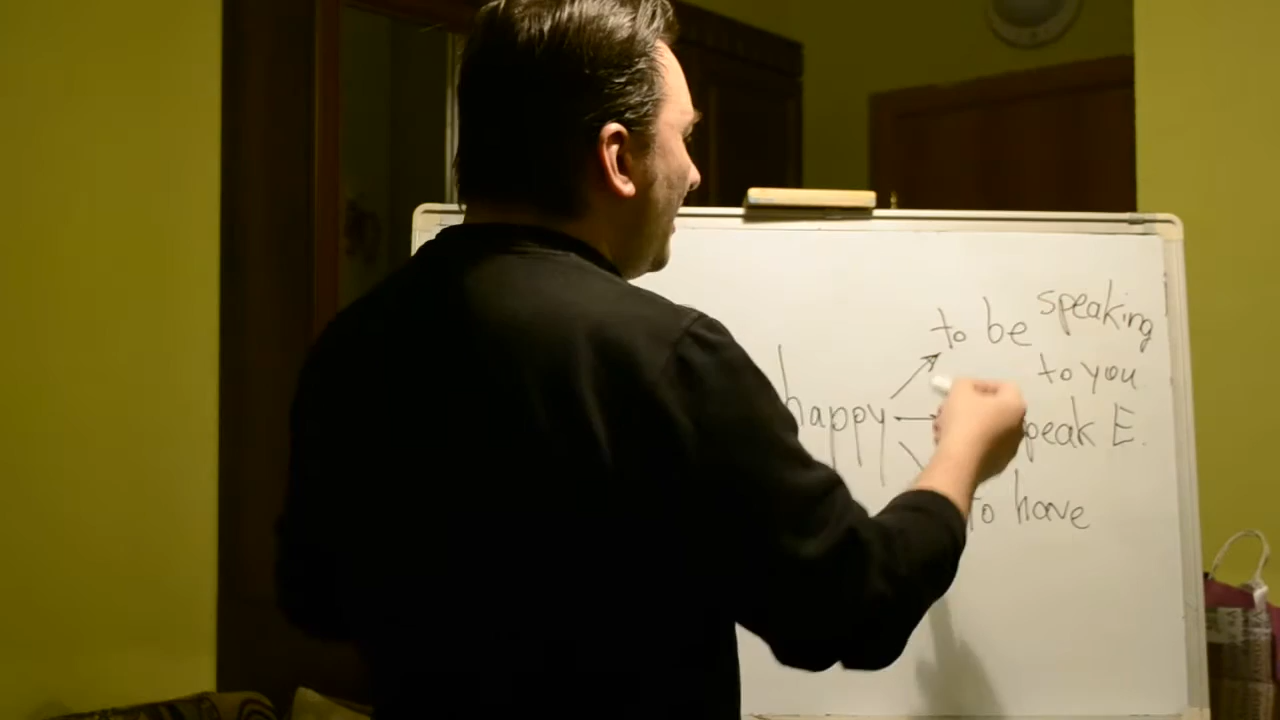 to be speaking
to you
happy
speak E.
to have